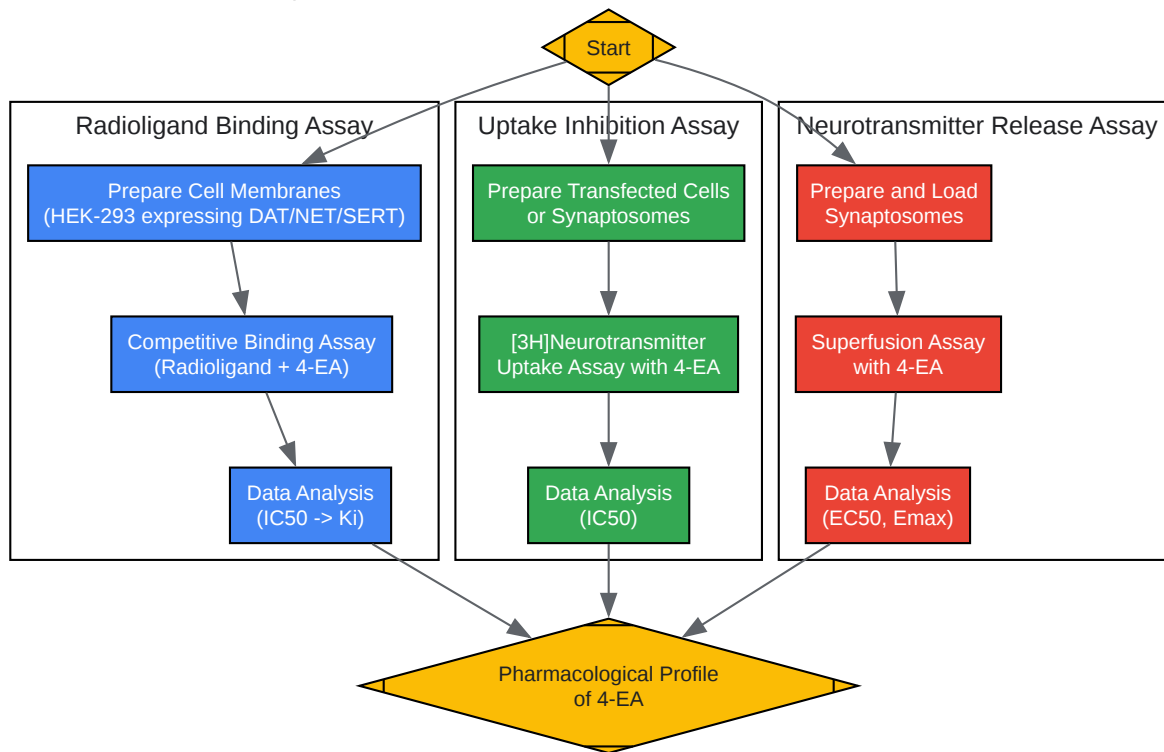 Start
Radioligand Binding Assay
Prepare Cell Membranes
(HEK-293 expressing DAT/NET/SERT)
Competitive Binding Assay
(Radioligand + 4-EA)
Data Analysis
(IC50 -> Ki)
Uptake Inhibition Assay
Prepare Transfected Cells
or Synaptosomes
[3H]Neurotransmitter
Uptake Assay with 4-EA
Data Analysis
(IC50)
Neurotransmitter Release Assay
Prepare and Load
Synaptosomes
Superfusion Assay
with 4-EA
Data Analysis
(EC50, Emax)
Pharmacological Profile
of 4-EA